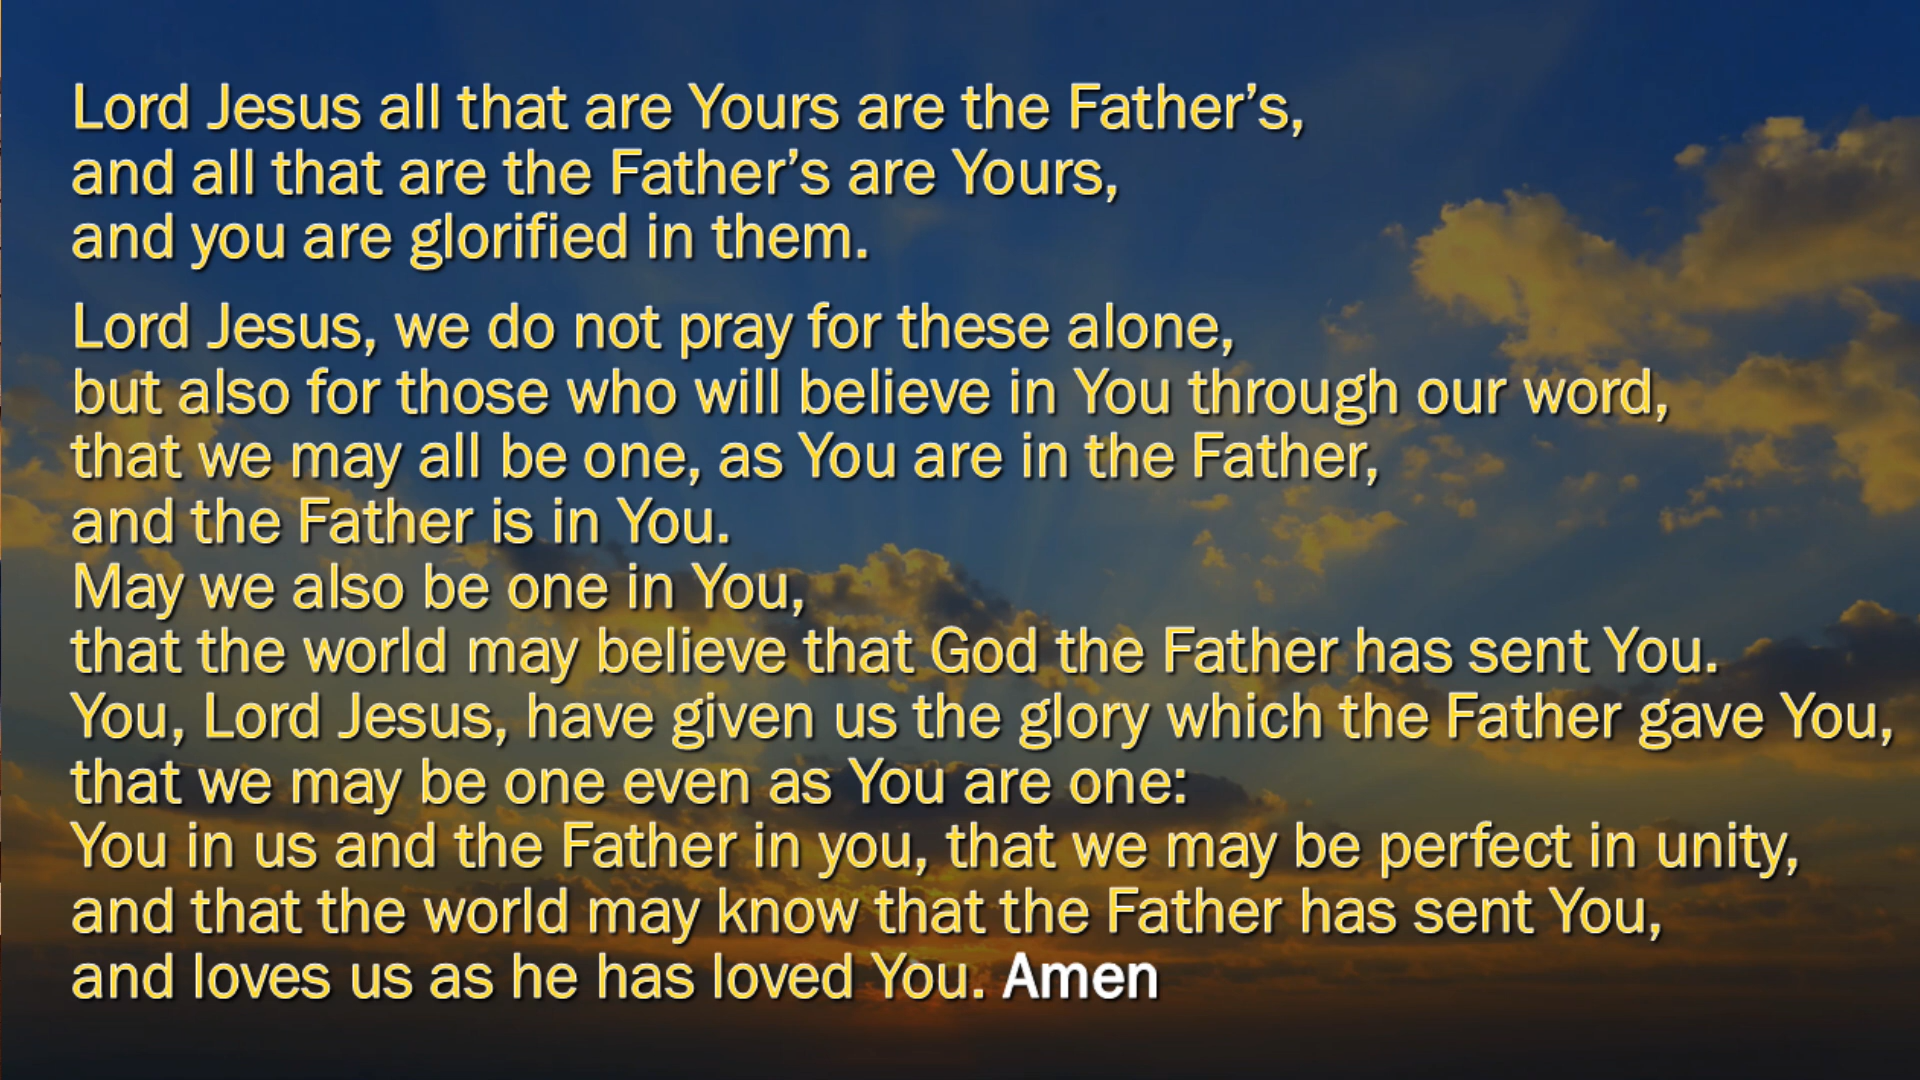 Lord Jesus all that are Yours are the Father’s,
and all that are the Father’s are Yours,
and you are glorified in them.
Lord Jesus, we do not pray for these alone,
but also for those who will believe in You through our word,
that we may all be one, as You are in the Father,
and the Father is in You.
May we also be one in You,
that the world may believe that God the Father has sent You.
You, Lord Jesus, have given us the glory which the Father gave You,
that we may be one even as You are one:
You in us and the Father in you, that we may be perfect in unity,
and that the world may know that the Father has sent You,
and loves us as he has loved You. Amen